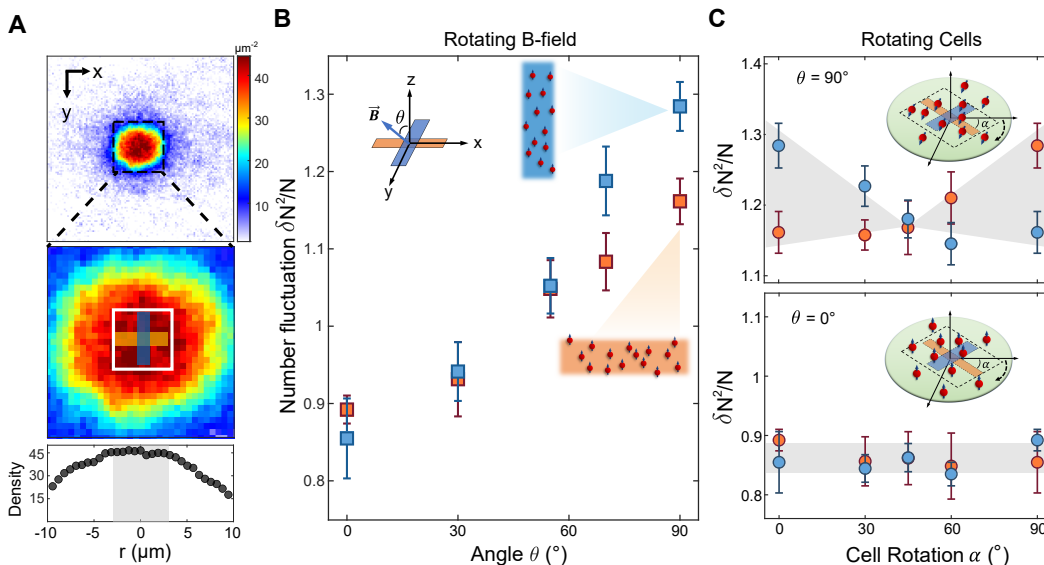 A
μm-2
x
y
40
30
20
10
Density
45
30
15
-10
-5
0
5
10
r (μm)
B
Rotating B-field
Number fluctuation δN2/N
1.3
1.2
1.1
1
0.9
0.8
z
B
θ
x
y
0
30
60
90
Angle θ (°)
C
Rotating Cells
θ = 90°
α
δN2/N
1.4
1.3
1.2
1.1
θ = 0°
α
δN2/N
1.1
1.0
0.9
0.8
0
30
60
90
Cell Rotation α (°)